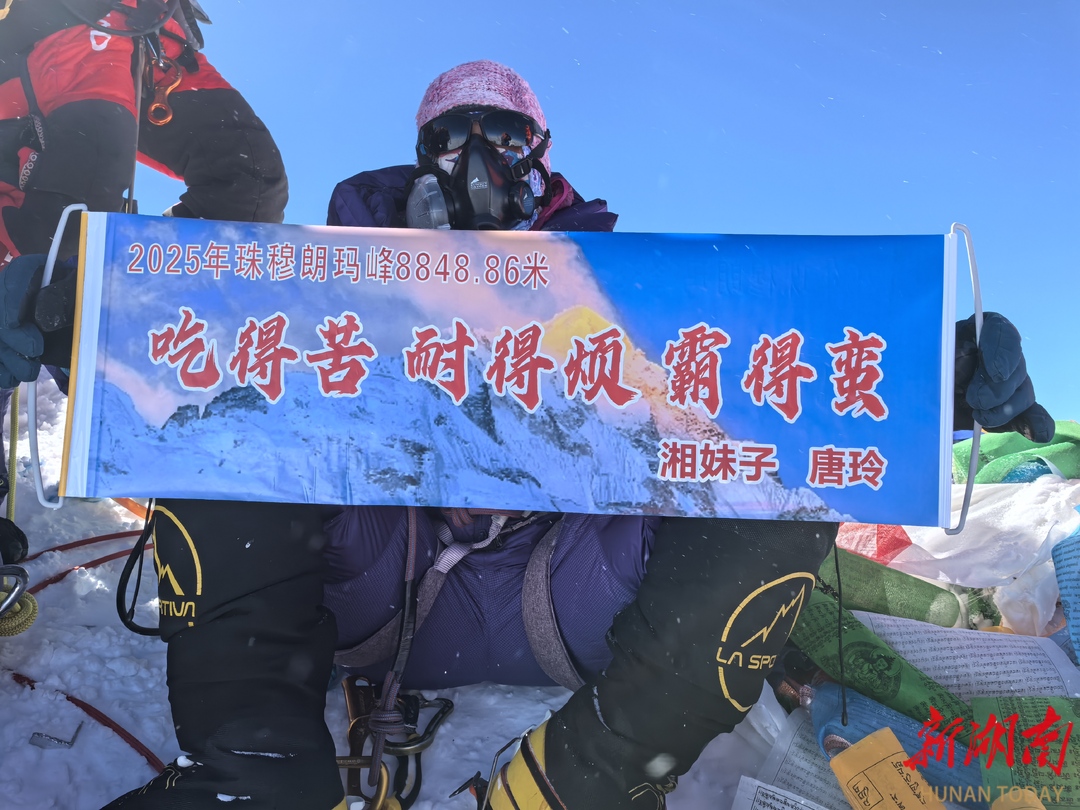 2025年珠穆朗玛峰8848.86米
吃得苦 耐得烦 霸得蛮
湘妹子 唐玲
LA SPO
新湖南
HUNAN TODAY